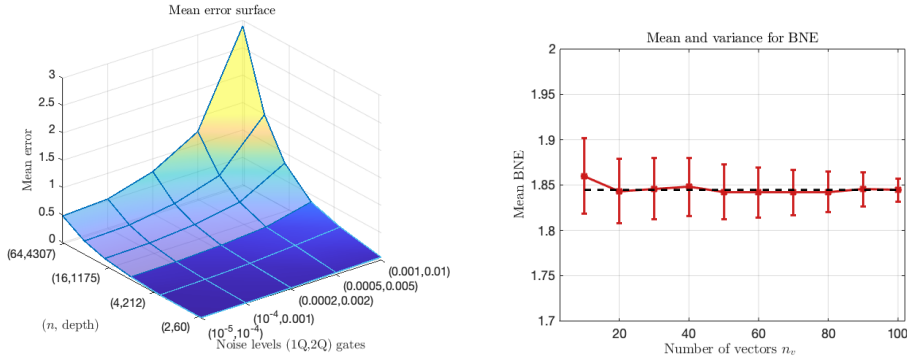 Mean error surface
3
2.5
2
1.5
1
0.5
0
Mean error
(64,4307)
(16,1175)
(4,212)
(2,60)
(n, depth)
(0.001,0.01)
(0.0005,0.005)
(0.0002,0.002)
(10⁻⁴,0.001)
(10⁻⁵,10⁻⁴)
Noise levels (1Q,2Q) gates
Mean and variance for BNE
2
1.95
1.9
1.85
1.8
1.75
1.7
Mean BNE
20 40 60 80 100
Number of vectors nᵥ